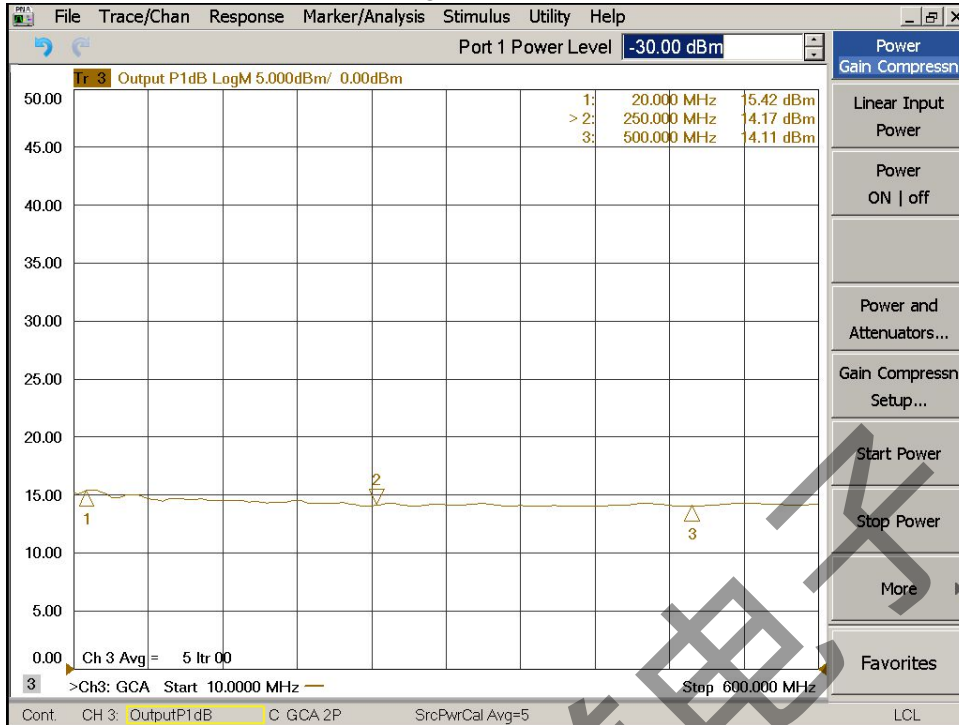 File Trace/Chan Response Marker/Analysis Stimulus Utility Help
Port 1 Power Level -30.00 dBm
Tr 3 Output P1dB LogM 5.000dBm/ 0.00dBm
1: 20.000 MHz 15.42 dBm
> 2: 250.000 MHz 14.17 dBm
3: 500.000 MHz 14.11 dBm
50.00
45.00
40.00
35.00
30.00
25.00
20.00
15.00
10.00
5.00
0.00
1
2
3
Ch 3 Avg = 5 Itr 00
3 >Ch3: GCA Start 10.0000 MHz
Stop 600.000 MHz
Cont. CH 3: OutputP1dB C GCA 2P SrcPwrCal Avg=5 LCL
Power
Gain Compressn
Linear Input
Power
Power
ON | off
Power and
Attenuators...
Gain Compressn
Setup...
Start Power
Stop Power
More
Favorites
电子